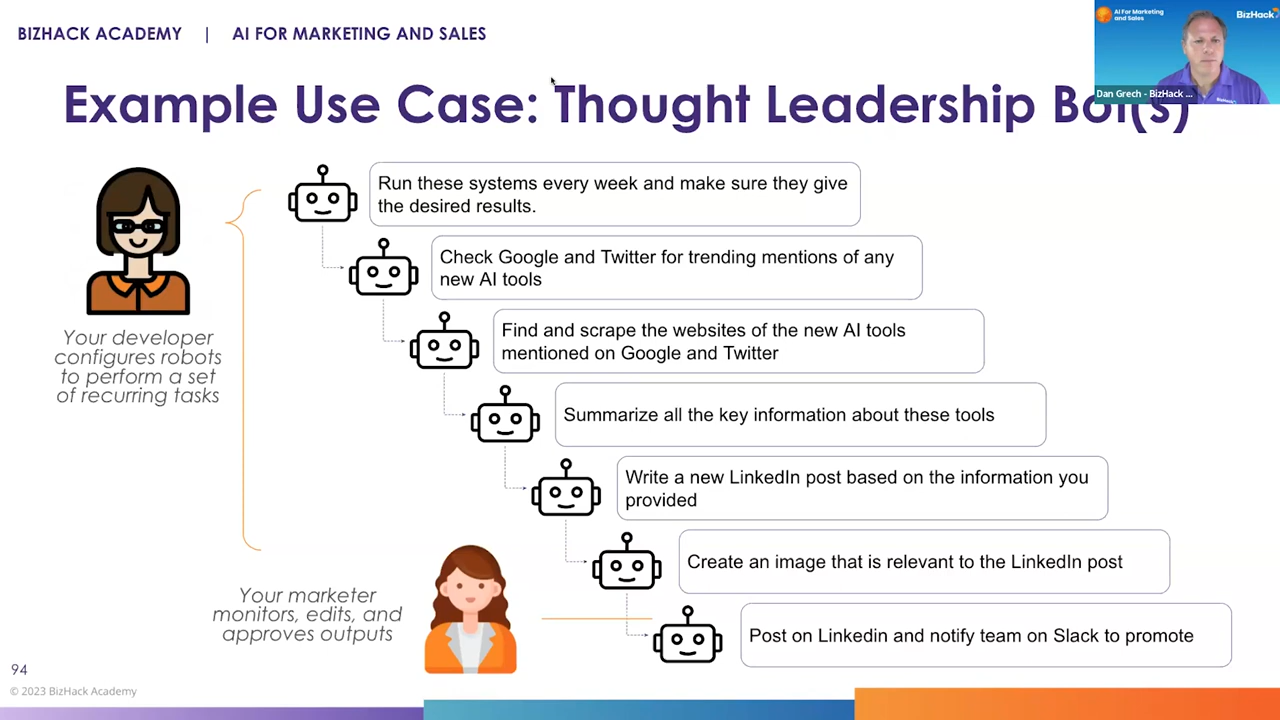 BIZHACK ACADEMY | AI FOR MARKETING AND SALES
AI For Marketing
and Sales
BizHack
Dan Grech - BizHack ...
Example Use Case: Thought Leadership Bot(s)
Run these systems every week and make sure they give
the desired results.
Check Google and Twitter for trending mentions of any
new AI tools
Find and scrape the websites of the new AI tools
mentioned on Google and Twitter
Summarize all the key information about these tools
Write a new LinkedIn post based on the information you
provided
Create an image that is relevant to the LinkedIn post
Post on Linkedin and notify team on Slack to promote
Your developer
configures robots
to perform a set
of recurring tasks
Your marketer
monitors, edits, and
approves outputs
94
© 2023 BizHack Academy